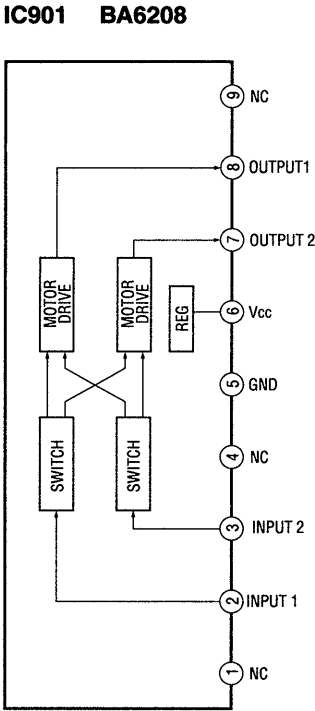 IC901 BA6208
9 NC
8 OUTPUT1
7 OUTPUT 2
MOTOR DRIVE
MOTOR DRIVE
REG
6 Vcc
5 GND
4 NC
SWITCH
SWITCH
3 INPUT 2
2 INPUT 1
1 NC